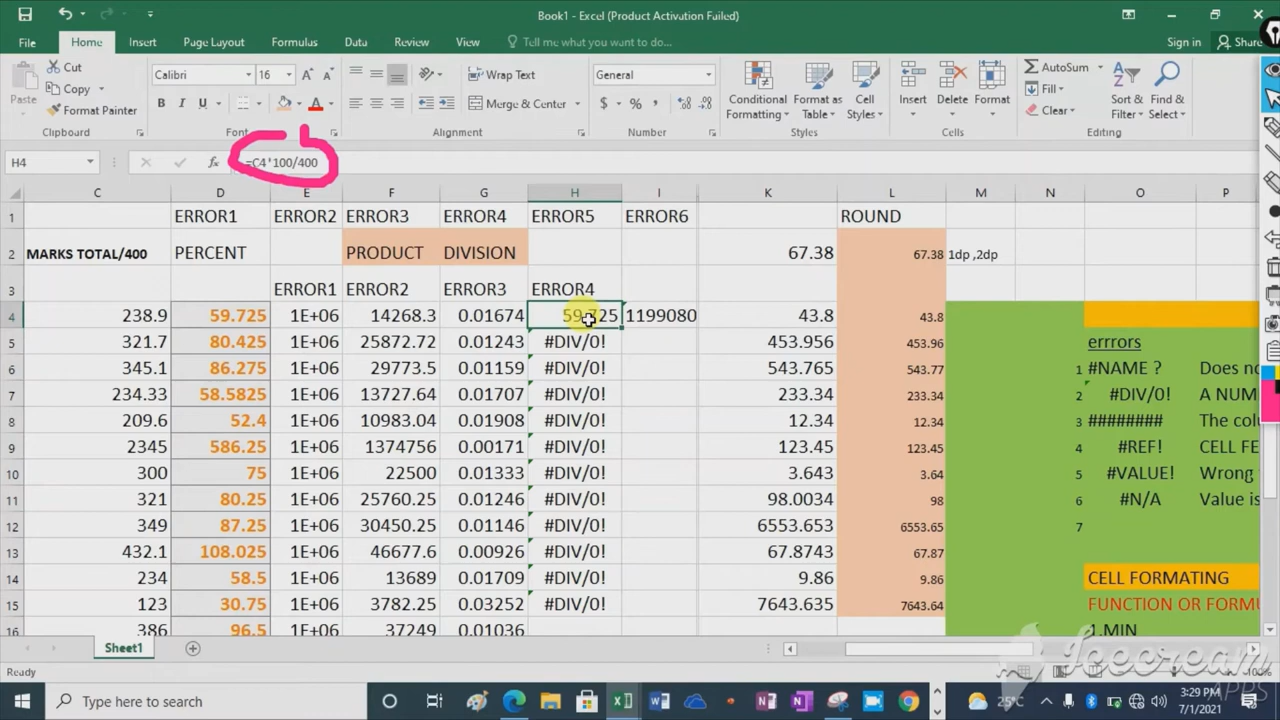 Book1 - Excel (Product Activation Failed)
File Home Insert Page Layout Formulas Data Review View Tell me what you want to do... Sign in Share
Cut Calibri 16 Wrap Text General AutoSum
Copy Fill
Paste Format Painter Merge & Center Conditional Formatting Format as Table Cell Styles Insert Delete Format Clear Sort & Filter Find & Select
Clipboard Font Alignment Number Styles Cells Editing
H4 fx =C4*100/400
C D E F G H I K L M N O P
1 ERROR1 ERROR2 ERROR3 ERROR4 ERROR5 ERROR6 ROUND
2 MARKS TOTAL/400 PERCENT PRODUCT DIVISION 67.38 67.38 1dp ,2dp
3 ERROR1 ERROR2 ERROR3 ERROR4
4 238.9 59.725 1E+06 14268.3 0.01674 59.725 1199080 43.8 43.8
5 321.7 80.425 1E+06 25872.72 0.01243 #DIV/0! 453.956 453.96 errrors
6 345.1 86.275 1E+06 29773.5 0.01159 #DIV/0! 543.765 543.77 1 #NAME ? Does no
7 234.33 58.5825 1E+06 13727.64 0.01707 #DIV/0! 233.34 233.34 2 #DIV/0! A NUM
8 209.6 52.4 1E+06 10983.04 0.01908 #DIV/0! 12.34 12.34 3 ######## The colu
9 2345 586.25 1E+06 1374756 0.00171 #DIV/0! 123.45 123.45 4 #REF! CELL FE
10 300 75 1E+06 22500 0.01333 #DIV/0! 3.643 3.64 5 #VALUE! Wrong
11 321 80.25 1E+06 25760.25 0.01246 #DIV/0! 98.0034 98 6 #N/A Value is
12 349 87.25 1E+06 30450.25 0.01146 #DIV/0! 6553.653 6553.65 7
13 432.1 108.025 1E+06 46677.6 0.00926 #DIV/0! 67.8743 67.87
14 234 58.5 1E+06 13689 0.01709 #DIV/0! 9.86 9.86 CELL FORMATING
15 123 30.75 1E+06 3782.25 0.03252 #DIV/0! 7643.635 7643.64 FUNCTION OR FORMU
16 386 96.5 1E+06 37249 0.01036 1.MIN
Sheet1
Icecream
APPS
Ready 100%
Type here to search 25°C 3:29 PM
7/1/2021